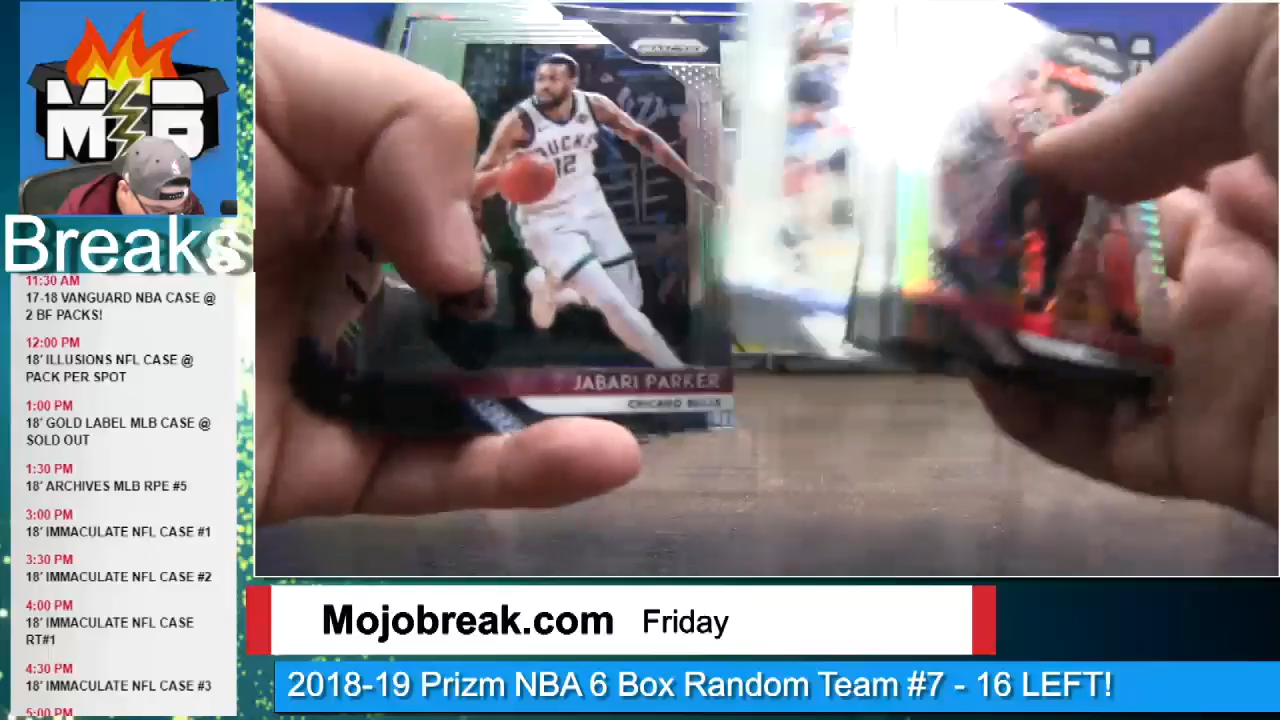 M B
Breaks
11:30 AM
17-18 VANGUARD NBA CASE @
2 BF PACKS!
12:00 PM
18' ILLUSIONS NFL CASE @
PACK PER SPOT
1:00 PM
18' GOLD LABEL MLB CASE @
SOLD OUT
1:30 PM
18' ARCHIVES MLB RPE #5
3:00 PM
18' IMMACULATE NFL CASE #1
3:30 PM
18' IMMACULATE NFL CASE #2
4:00 PM
18' IMMACULATE NFL CASE
RT#1
4:30 PM
18' IMMACULATE NFL CASE #3
5:00 PM
PRIZM
BUCKS
12
JABARI PARKER
CHICAGO BULLS
Mojobreak.com Friday
2018-19 Prizm NBA 6 Box Random Team #7 - 16 LEFT!